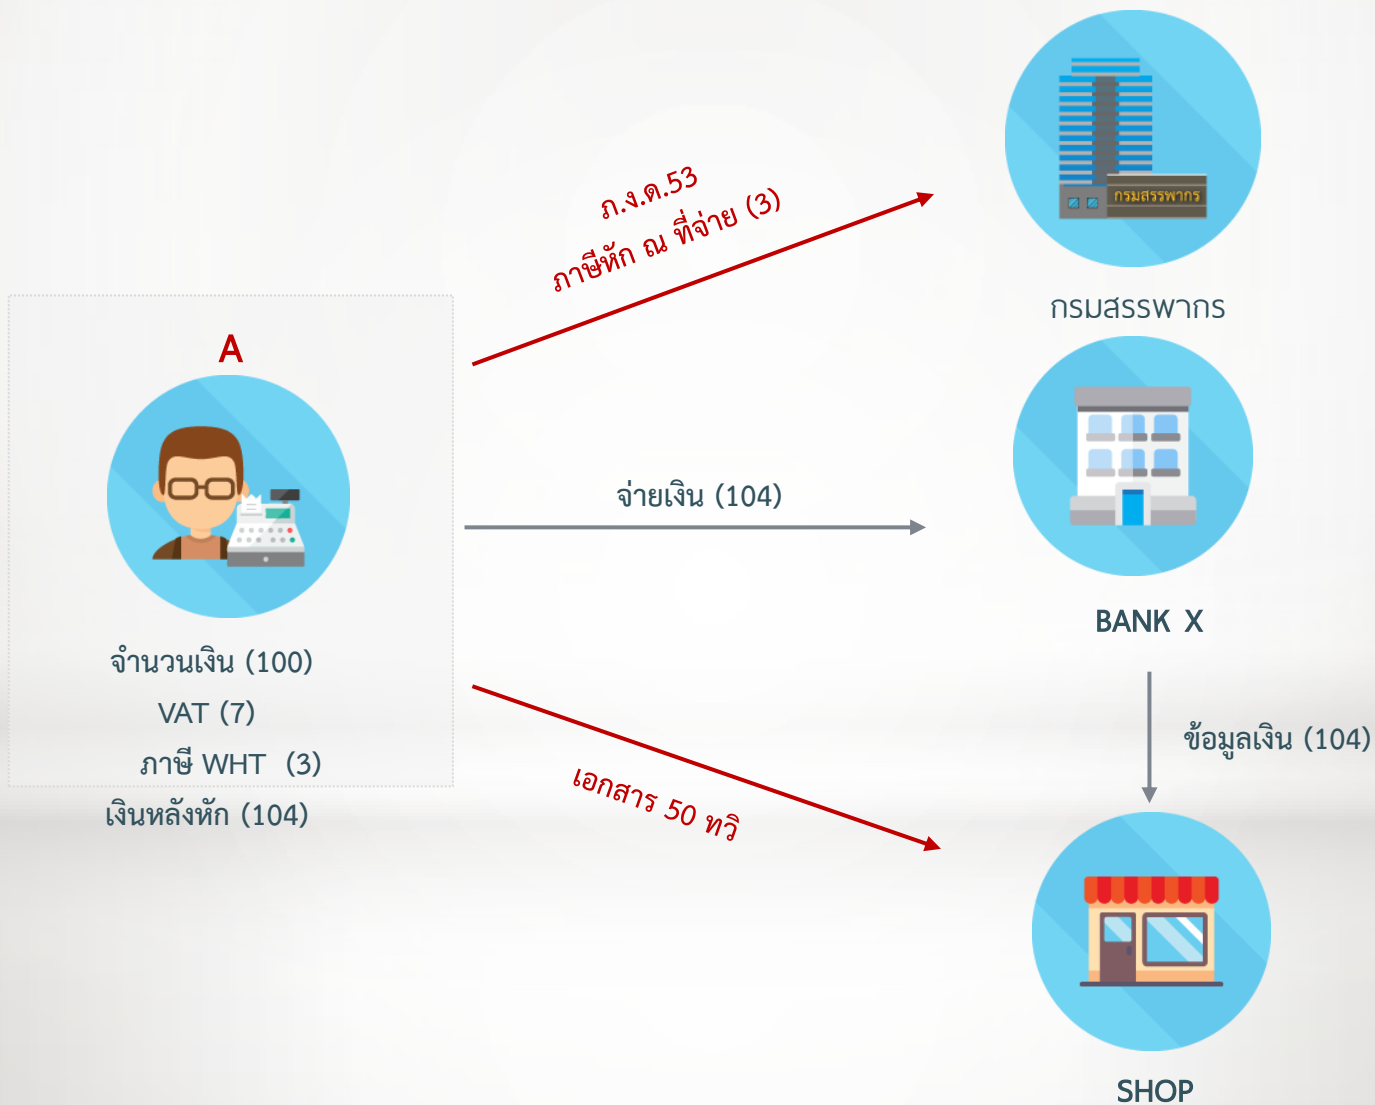 ภ.ง.ด.53
ภาษีหัก ณ ที่จ่าย (3)
กรมสรรพากร
กรมสรรพากร
A
จ่ายเงิน (104)
BANK X
จำนวนเงิน (100)
VAT (7)
ภาษี WHT (3)
เงินหลังหัก (104)
ข้อมูลเงิน (104)
เอกสาร 50 ทวิ
SHOP